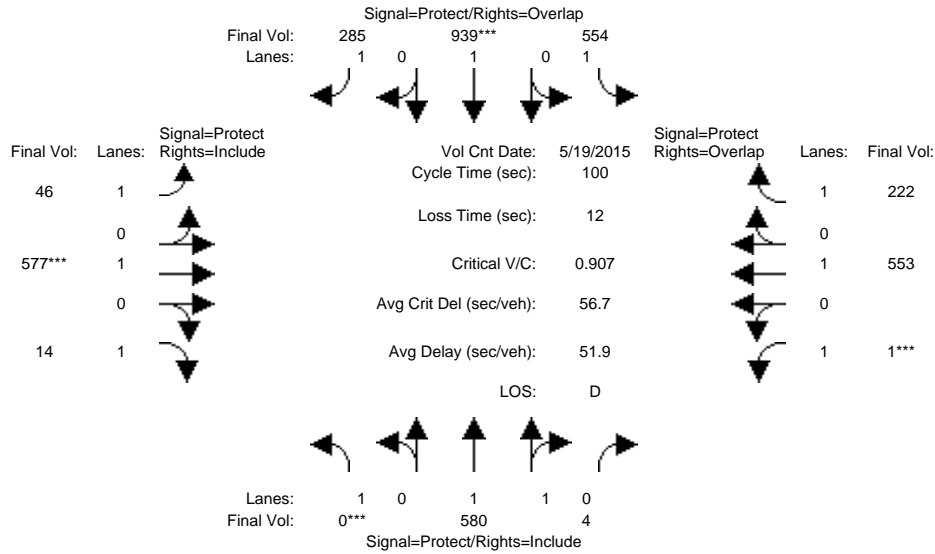 Signal=Protect/Rights=Overlap
Final Vol: 285 939*** 554
Lanes: 1 0 1 0 1
Signal=Protect
Final Vol: Lanes: Rights=Include
Vol Cnt Date: 5/19/2015
Signal=Protect
Rights=Overlap Lanes: Final Vol:
Cycle Time (sec): 100
46 1
1 222
Loss Time (sec): 12
0
0
577*** 1
Critical V/C: 0.907
1 553
0
Avg Crit Del (sec/veh): 56.7
0
14 1
Avg Delay (sec/veh): 51.9
1 1***
LOS: D
Lanes: 1 0 1 1 0
Final Vol: 0*** 580 4
Signal=Protect/Rights=Include